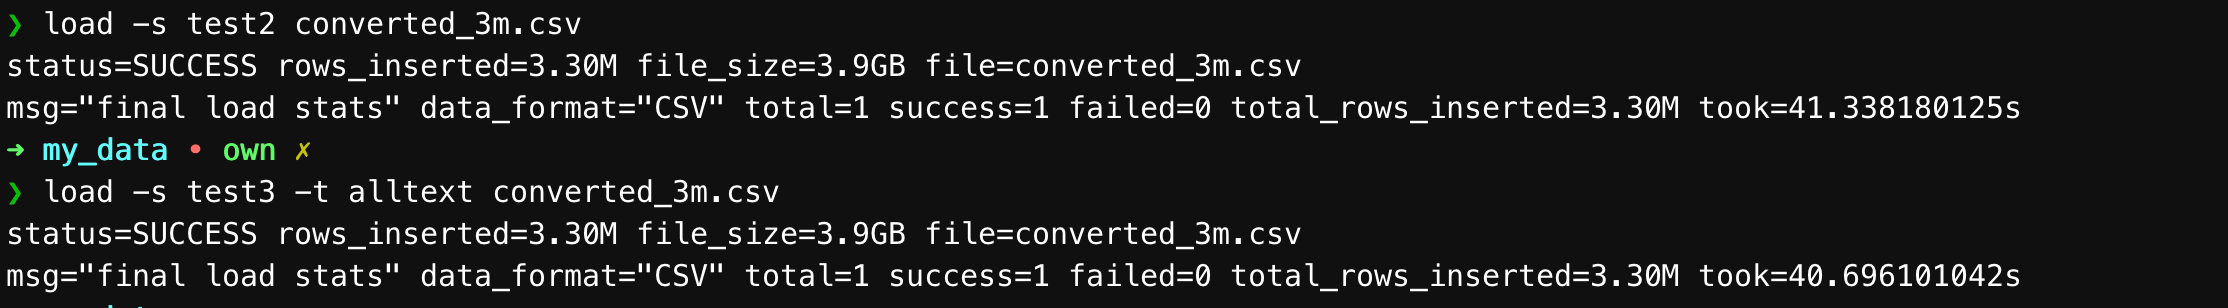 ❯ load -s test2 converted_3m.csv
status=SUCCESS rows_inserted=3.30M file_size=3.9GB file=converted_3m.csv
msg="final load stats" data_format="CSV" total=1 success=1 failed=0 total_rows_inserted=3.30M took=41.338180125s
➜ my_data • own ✗
❯ load -s test3 -t alltext converted_3m.csv
status=SUCCESS rows_inserted=3.30M file_size=3.9GB file=converted_3m.csv
msg="final load stats" data_format="CSV" total=1 success=1 failed=0 total_rows_inserted=3.30M took=40.696101042s